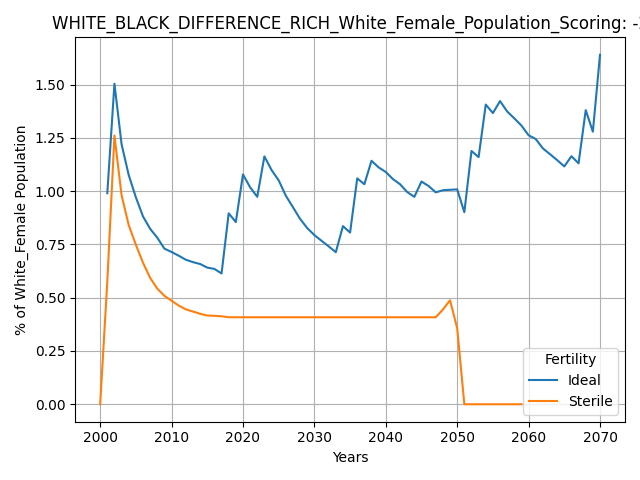 WHITE_BLACK_DIFFERENCE_RICH_White_Female_Population_Scoring: -
% of White_Female Population
1.50
1.25
1.00
0.75
0.50
0.25
0.00
Fertility
Ideal
Sterile
2000 2010 2020 2030 2040 2050 2060 2070
Years